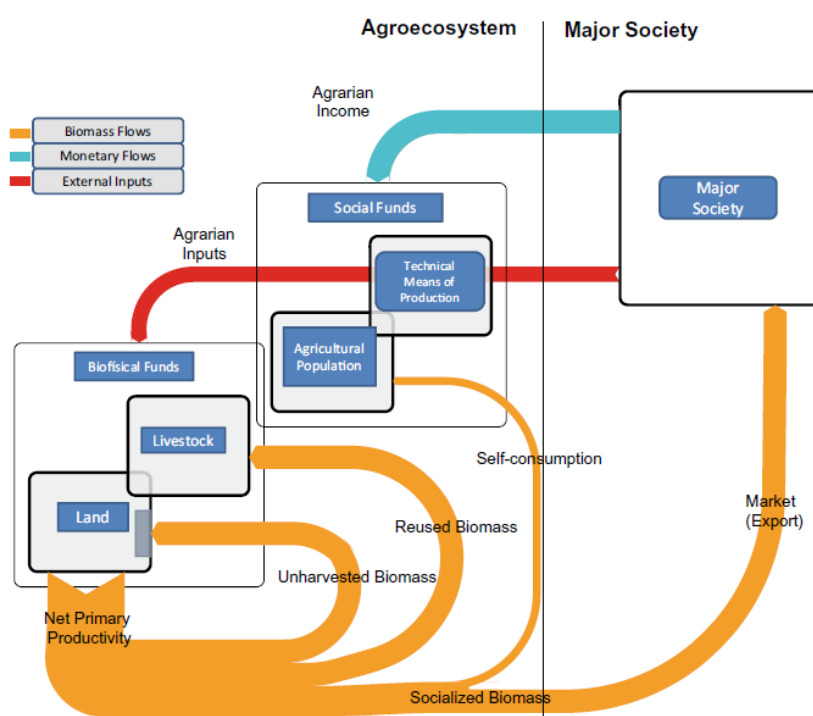 Agroecosystem
Major Society
Agrarian
Income
Biomass Flows
Monetary Flows
External Inputs
Major
Society
Social Funds
Agrarian
Inputs
Technical
Means of
Production
Biofísical Funds
Agricultural
Population
Livestock
Self-consumption
Land
Reused Biomass
Market
(Export)
Unharvested Biomass
Net Primary
Productivity
Socialized Biomass